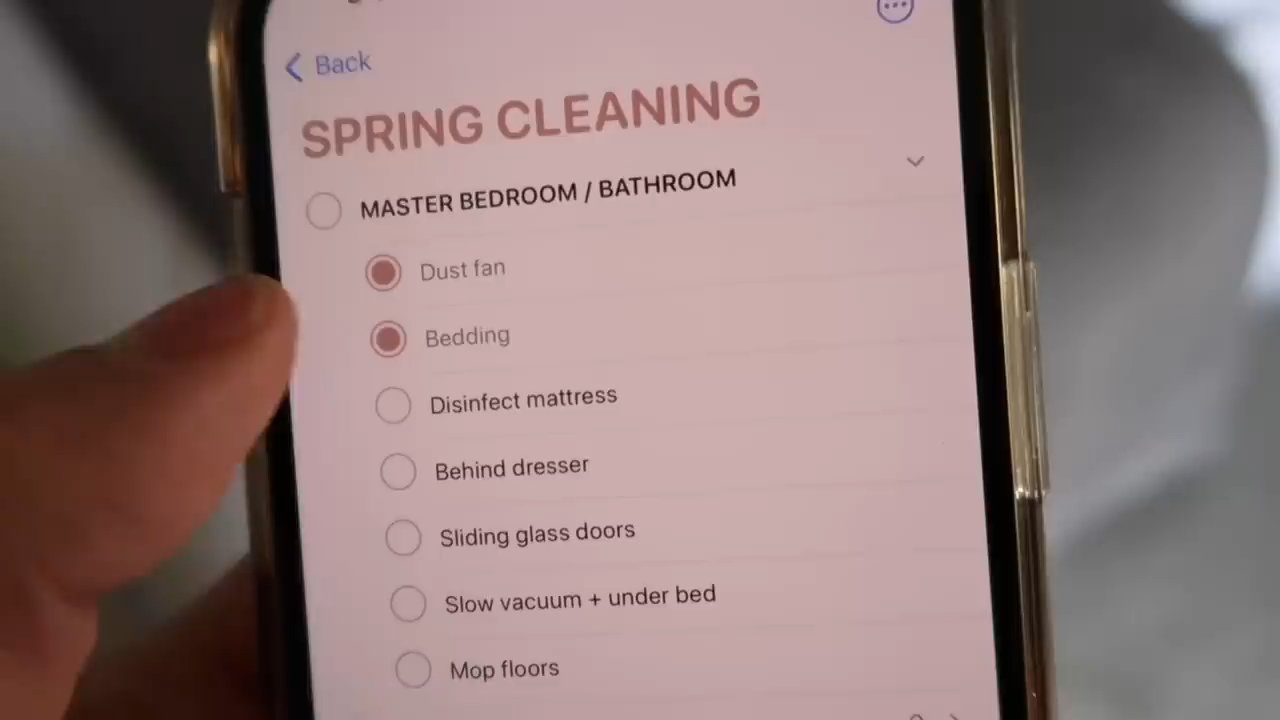 Back
SPRING CLEANING
MASTER BEDROOM / BATHROOM
Dust fan
Bedding
Disinfect mattress
Behind dresser
Sliding glass doors
Slow vacuum + under bed
Mop floors